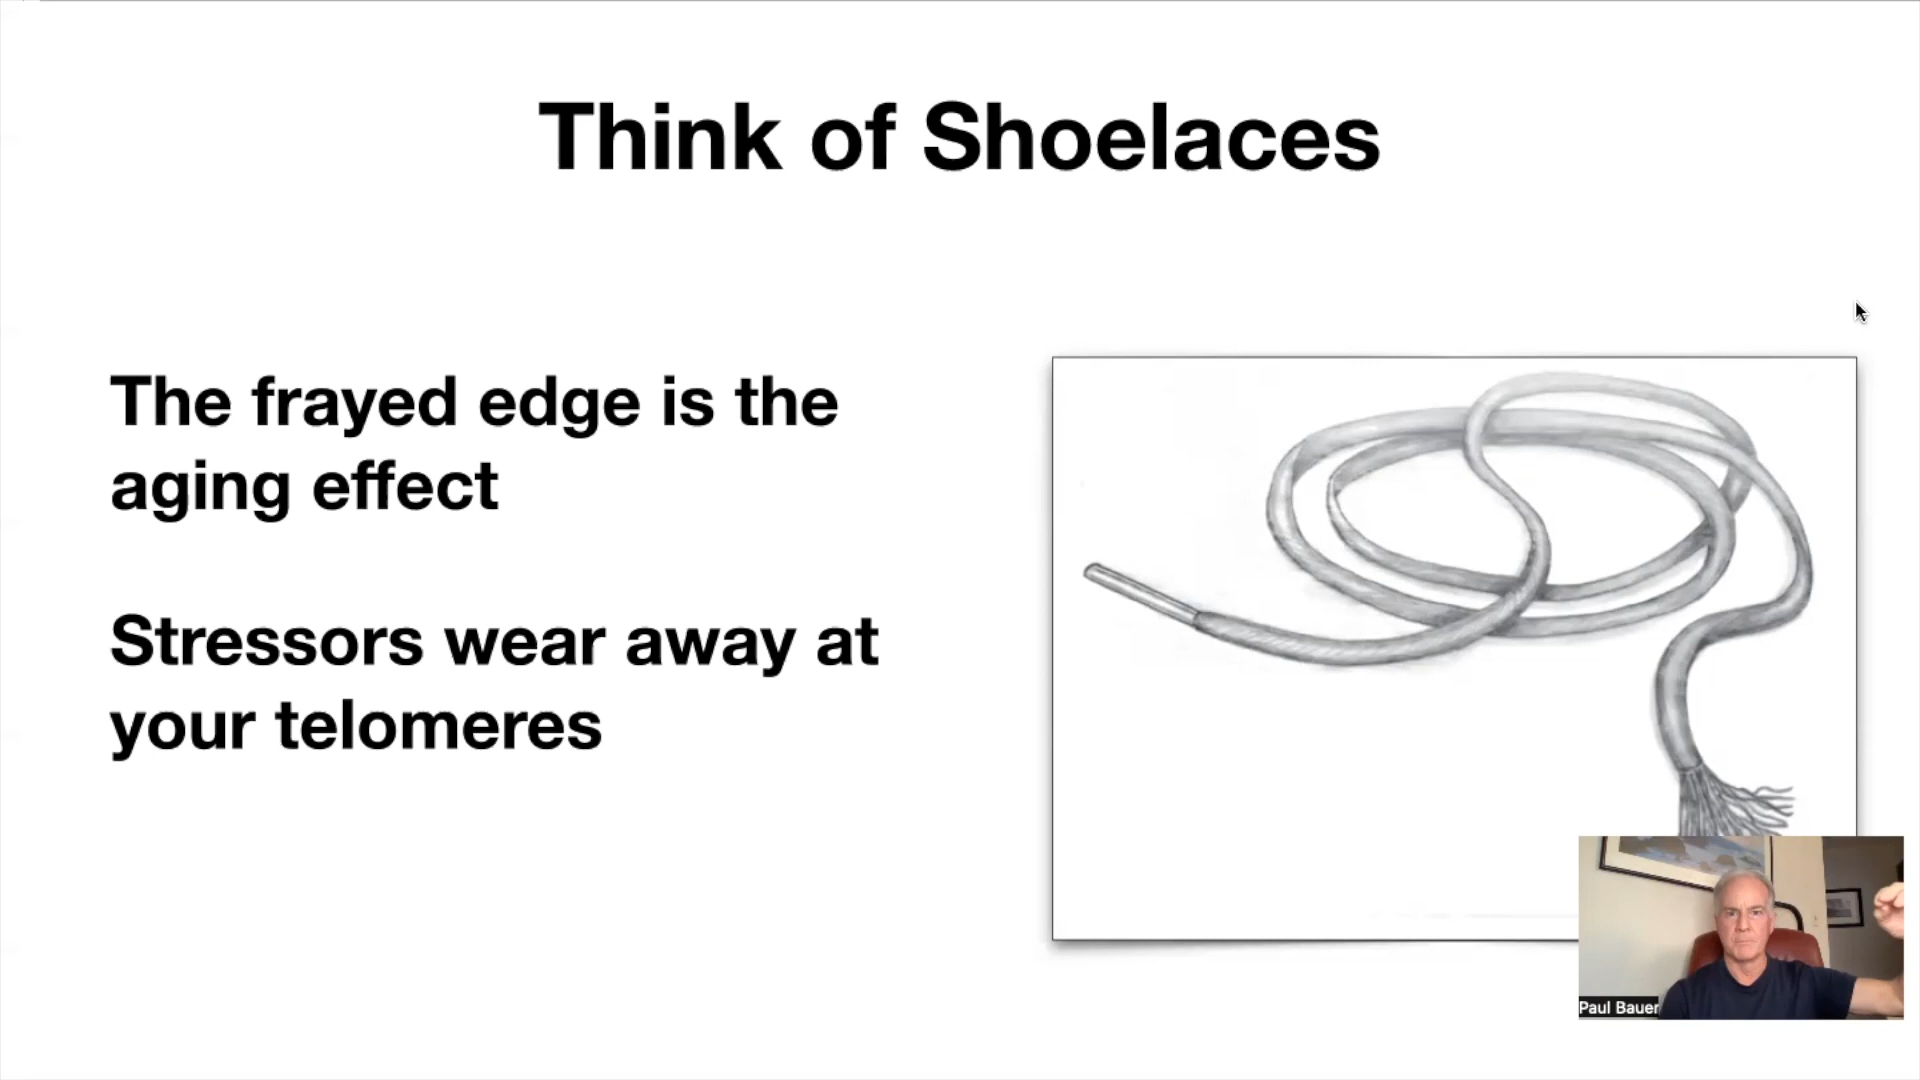 Think of Shoelaces
The frayed edge is the
aging effect
Stressors wear away at
your telomeres
Paul Bauer